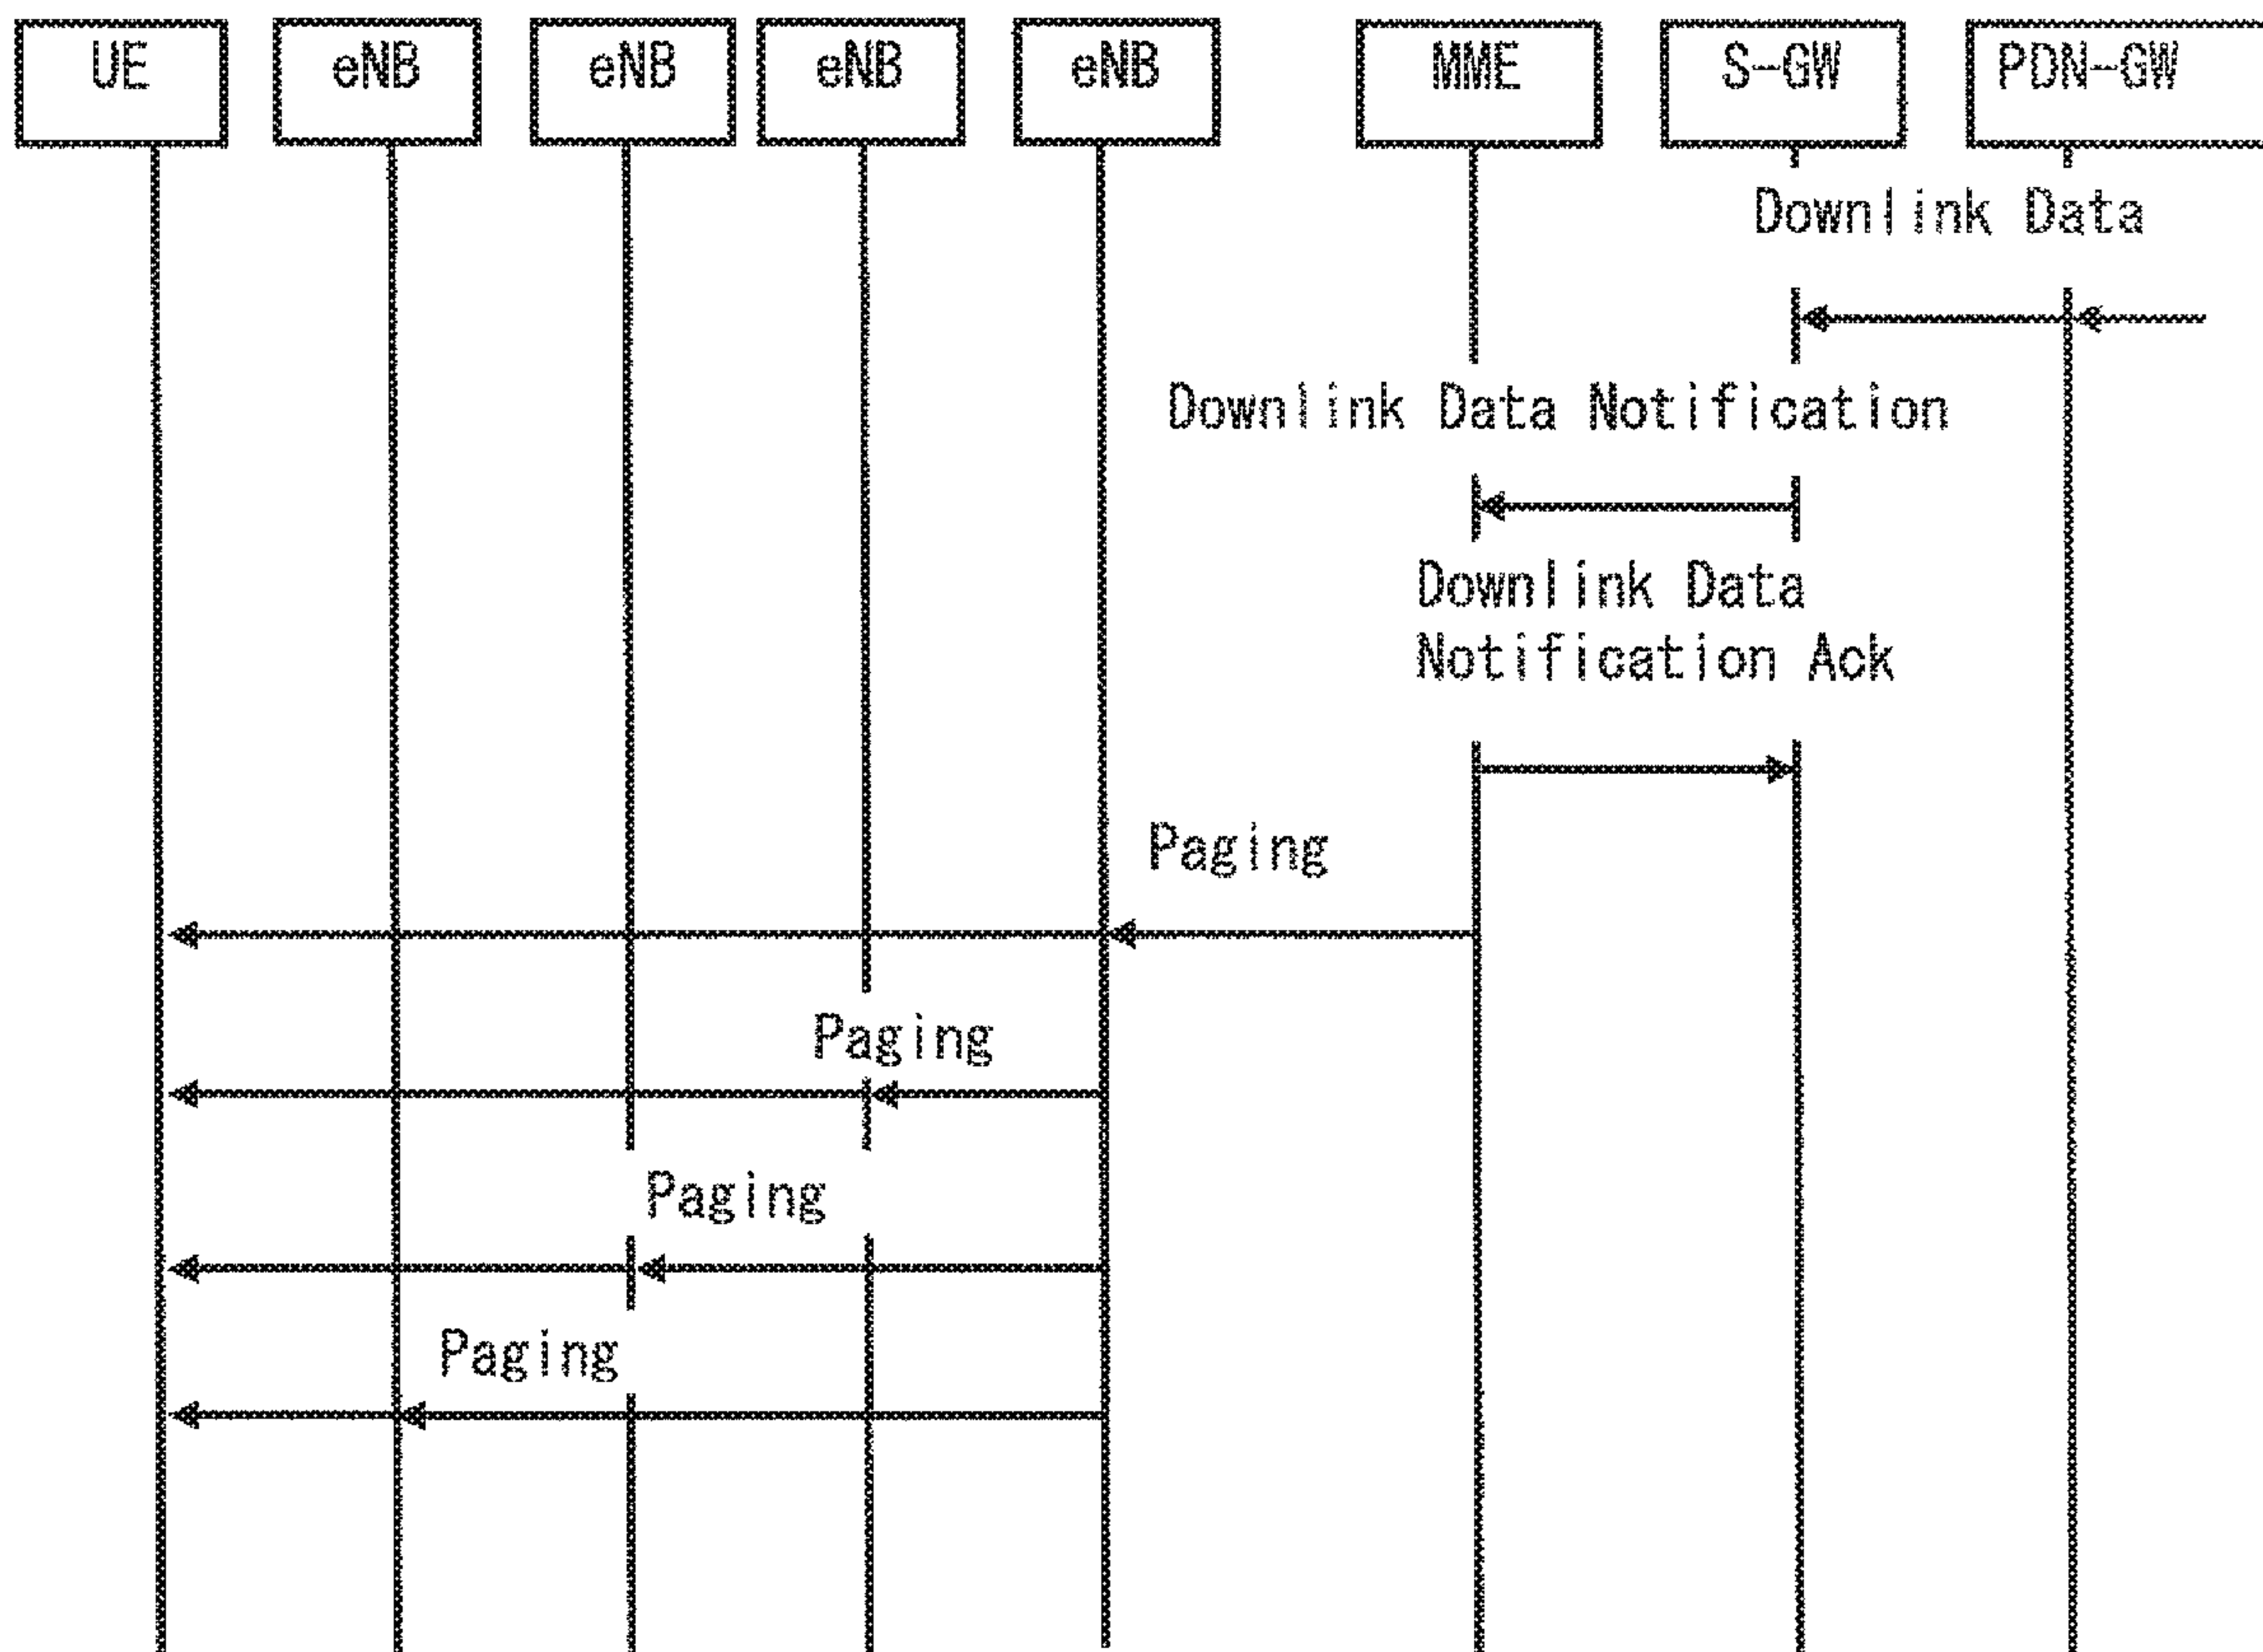 UE
eNB
eNB
eNB
eNB
MME
S-GW
PDN-GW
Downlink Data
Downlink Data Notification
Downlink Data
Notification Ack
Paging
Paging
Paging
Paging